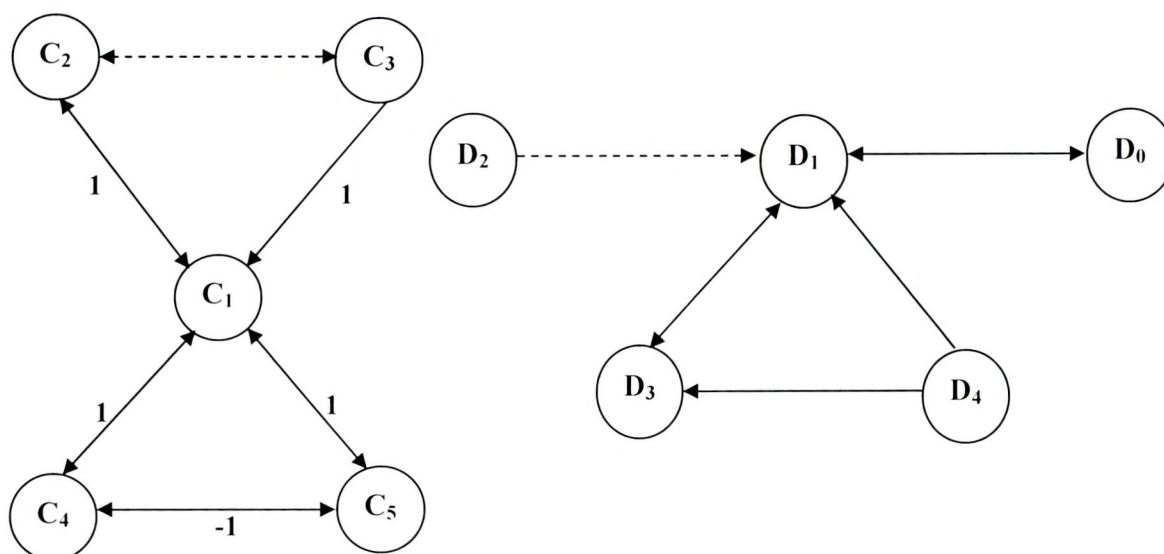 C₂
C₃
D₂
D₁
D₀
1
1
C₁
D₃
D₄
1
1
C₄
-1
C₅